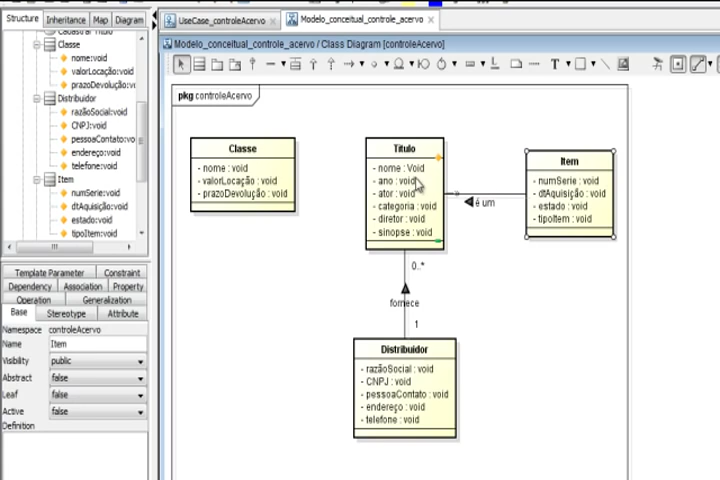 Structure Inheritance Map Diagram
UseCase_controleAcervo
Modelo_conceitual_controle_acervo
Modelo_conceitual_controle_acervo / Class Diagram [controleAcervo]
Classe
nome:void
valorLocação:void
prazoDevolução:v
Distribuidor
razãoSocial:void
CNPJ:void
pessoaContato:vo
endereço:void
telefone:void
Item
numSerie:void
dtAquisição:void
estado:void
tipoItem:void
Template Parameter Constraint
Dependency Association Property
Operation Generalization
Base Stereotype Attribute
Namespace controleAcervo
Name Item
Visibility public
Abstract false
Leaf false
Active false
Definition
pkg controleAcervo
Classe
- nome : void
- valorLocação : void
- prazoDevolução : void
Titulo
- nome : Void
- ano : void
- ator : void
- categoria : void
- diretor : void
- sinopse : void
é um
Item
- numSerie : void
- dtAquisição : void
- estado : void
- tipoItem : void
0..*
fornece
1
Distribuidor
- razãoSocial : void
- CNPJ : void
- pessoaContato : void
- endereço : void
- telefone : void